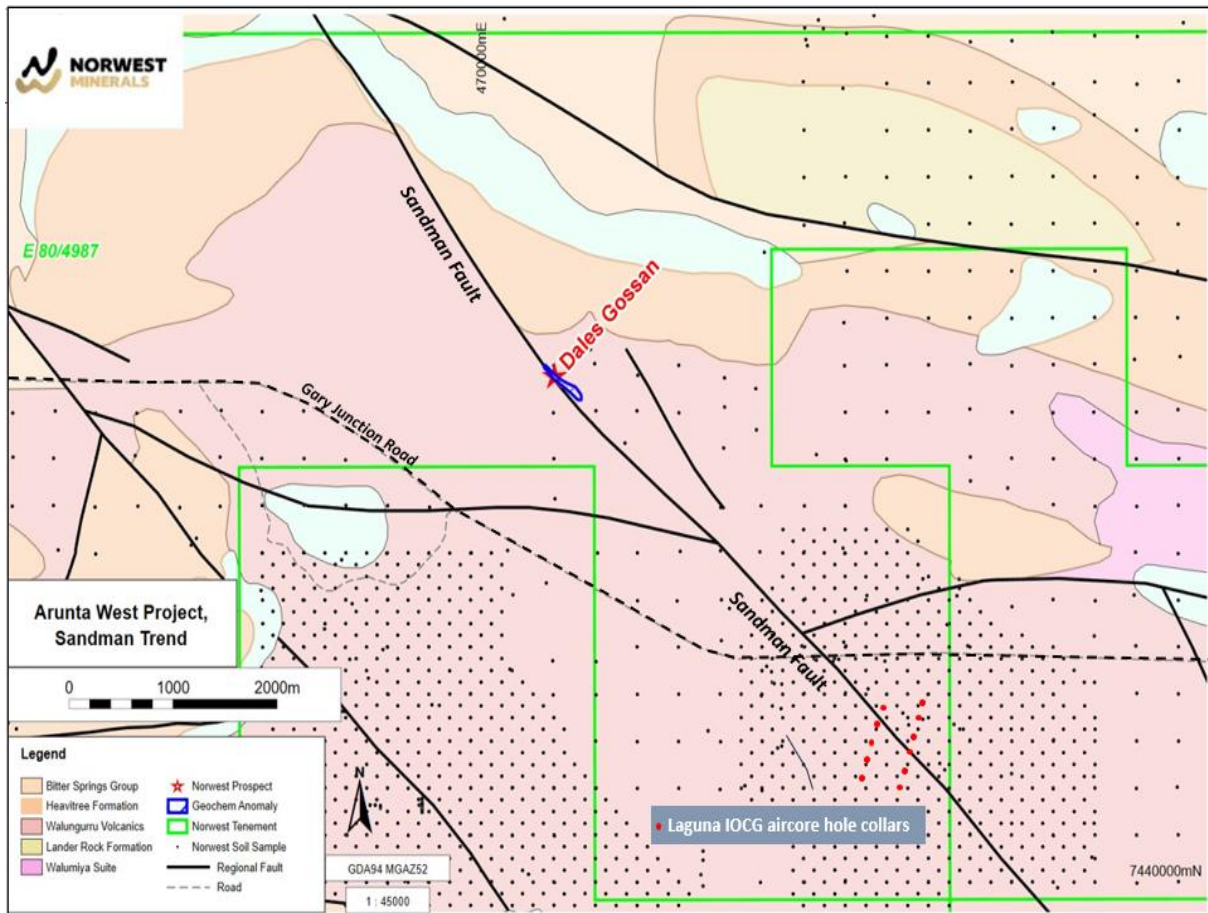 NORWEST
MINERALS
470000mE
Sandman Fault
E 80/4987
Dales Gossan
Gary Junction Road
Arunta West Project,
Sandman Trend
0 1000 2000m
Sandman Fault
Legend
Bitter Springs Group
Heavitree Formation
Walungurru Volcanics
Lander Rock Formation
Walumiya Suite
Norwest Prospect
Geochem Anomaly
Norwest Tenement
Norwest Soil Sample
Regional Fault
Road
N
Laguna IOCG aircore hole collars
GDA94 MGAZ52
1 : 45000
7440000mN